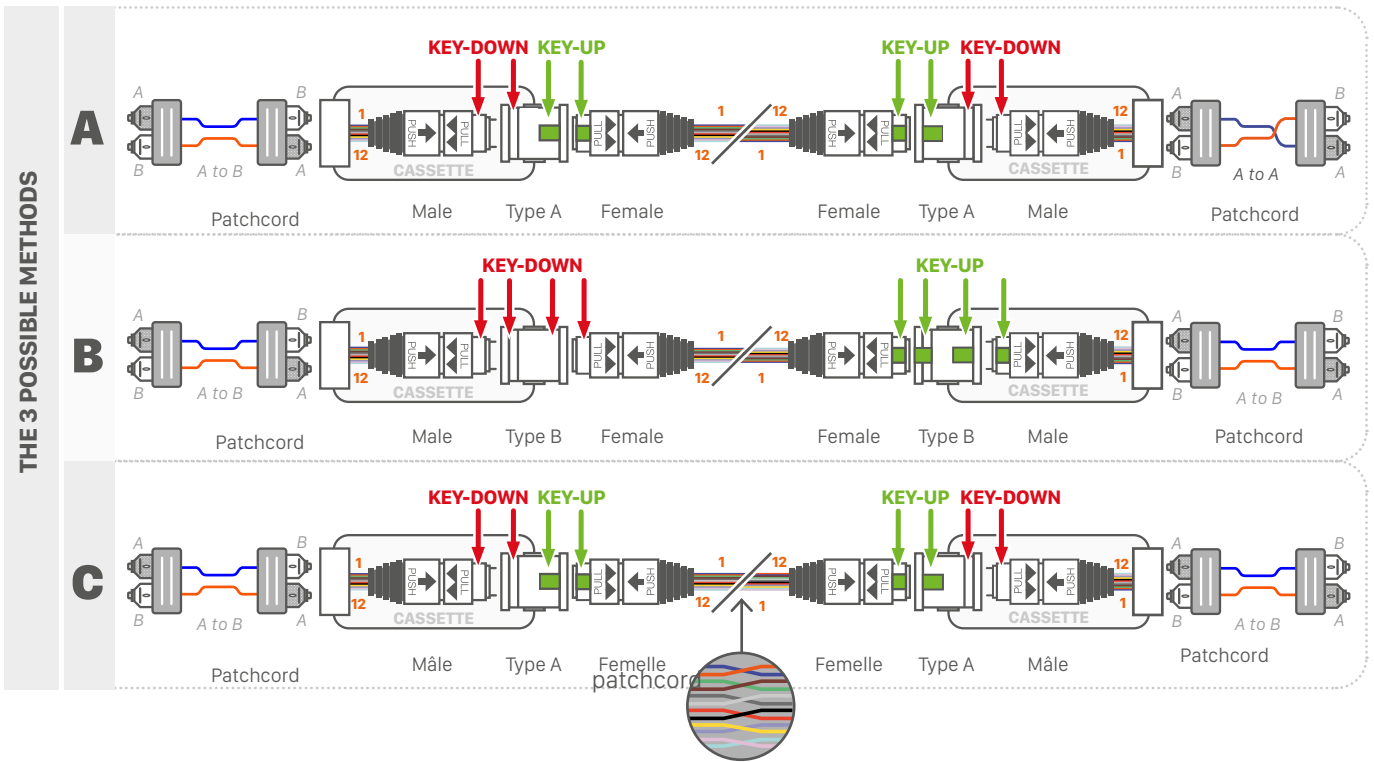 THE 3 POSSIBLE METHODS
A
KEY-DOWN KEY-UP KEY-UP KEY-DOWN
A B A B
1 1 12 12
PUSH PULL PULL PUSH PUSH PULL PULL PUSH
12 12 1 1
B A to B A CASSETTE CASSETTE B A to A A
Patchcord Male Type A Female Female Type A Male Patchcord
B
KEY-DOWN KEY-UP
A B A B
1 1 12 12
PUSH PULL PULL PUSH PUSH PULL PULL PUSH
12 12 1 1
B A to B A CASSETTE CASSETTE B A to B A
Patchcord Male Type B Female Female Type B Male Patchcord
C
KEY-DOWN KEY-UP KEY-UP KEY-DOWN
A B A B
1 1 12 12
PUSH PULL PULL PUSH PUSH PULL PULL PUSH
12 12 1 1
B A to B A CASSETTE CASSETTE B A to B A
Patchcord Mâle Type A Femelle Femelle Type A Mâle Patchcord
patchcord